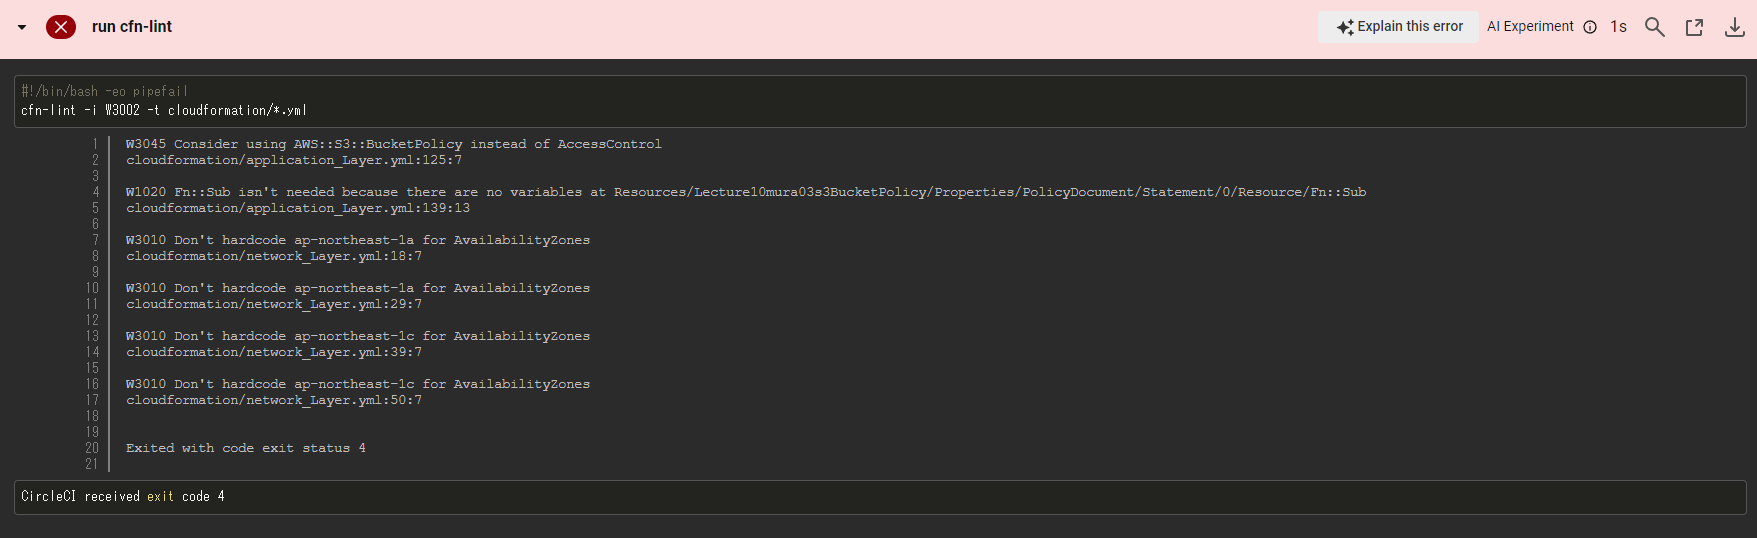 run cfn-lint
Explain this error
AI Experiment
1s
#!/bin/bash -eo pipefail
cfn-lint -i W3002 -t cloudformation/*.yml
1 W3045 Consider using AWS::S3::BucketPolicy instead of AccessControl
2 cloudformation/application_Layer.yml:125:7
3
4 W1020 Fn::Sub isn't needed because there are no variables at Resources/Lecture10mura03s3BucketPolicy/Properties/PolicyDocument/Statement/0/Resource/Fn::Sub
5 cloudformation/application_Layer.yml:139:13
6
7 W3010 Don't hardcode ap-northeast-1a for AvailabilityZones
8 cloudformation/network_Layer.yml:18:7
9
10 W3010 Don't hardcode ap-northeast-1a for AvailabilityZones
11 cloudformation/network_Layer.yml:29:7
12
13 W3010 Don't hardcode ap-northeast-1c for AvailabilityZones
14 cloudformation/network_Layer.yml:39:7
15
16 W3010 Don't hardcode ap-northeast-1c for AvailabilityZones
17 cloudformation/network_Layer.yml:50:7
18
19
20 Exited with code exit status 4
21
CircleCI received exit code 4